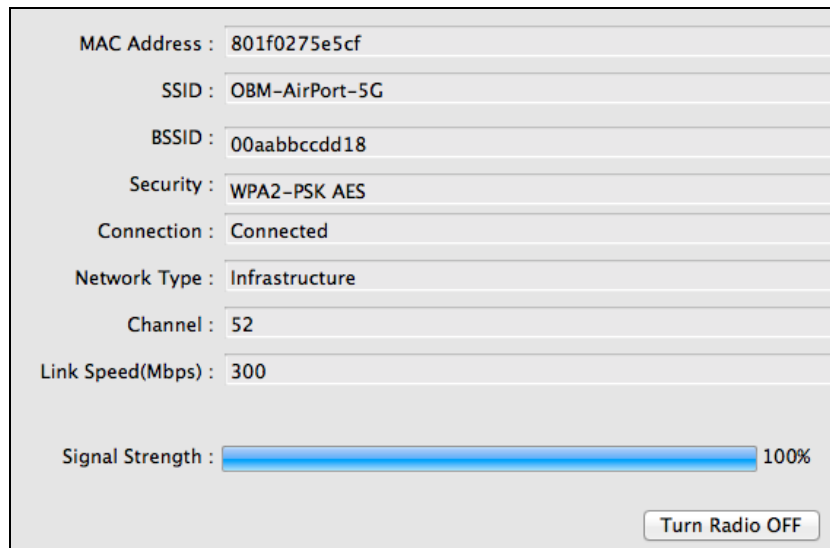 MAC Address : 801f0275e5cf
SSID : OBM-AirPort-5G
BSSID : 00aabbccdd18
Security : WPA2-PSK AES
Connection : Connected
Network Type : Infrastructure
Channel : 52
Link Speed(Mbps) : 300
Signal Strength : 100%
Turn Radio OFF